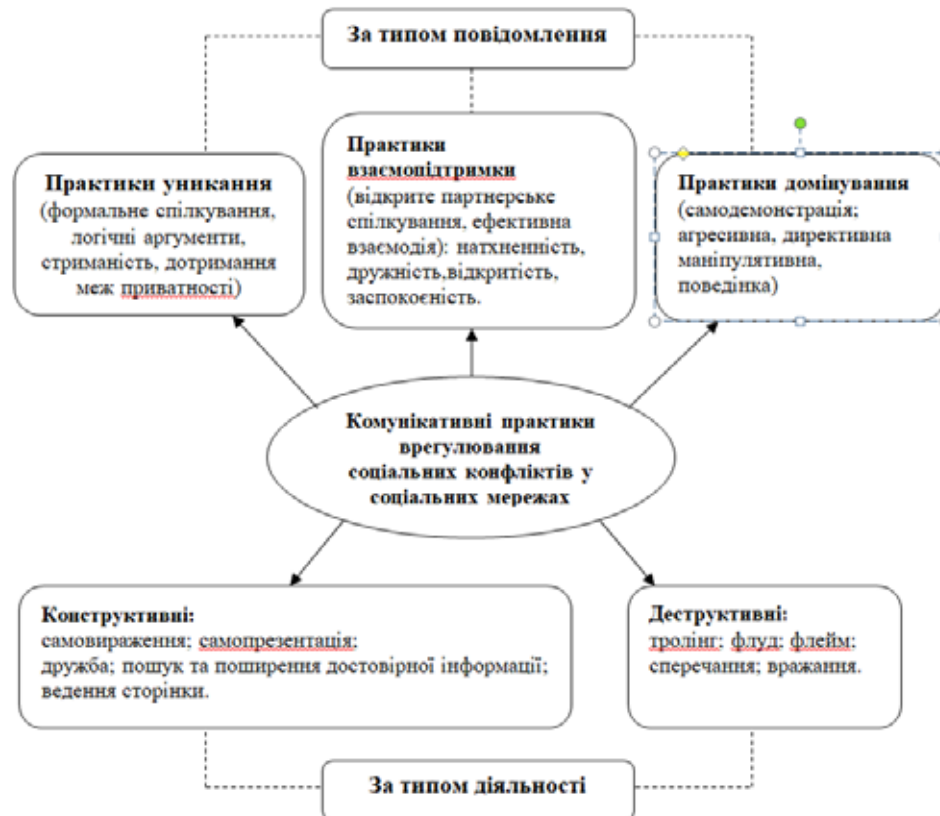 За типом повідомлення
Практики уникання
(формальне спілкування,
логічні аргументи,
стриманість, дотримання
меж приватності)
Практики
взаємопідтримки
(відкрите партнерське
спілкування, ефективна
взаємодія): натхненність,
дружність,відкритість,
заспокоєність.
Практики домінування
(самодемонстрація;
агресивна, директивна
маніпулятивна,
поведінка)
Комунікативні практики
врегулювання
соціальних конфліктів у
соціальних мережах
Конструктивні:
самовираження; самопрезентація;
дружба; пошук та поширення достовірної інформації;
ведення сторінки.
Деструктивні:
тролінг; флуд; флейм;
сперечання; вражання.
За типом діяльності